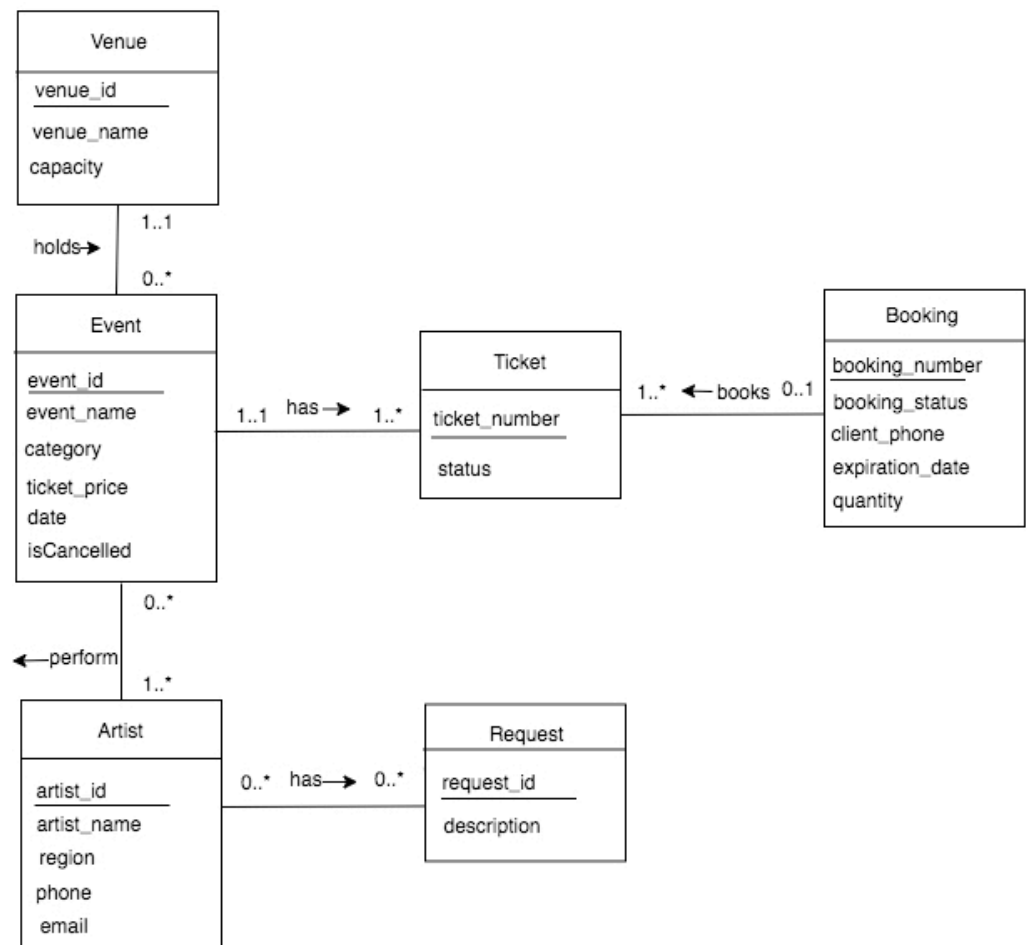 Venue
venue_id
venue_name
capacity
1..1
holds
0..*
Event
event_id
event_name
category
ticket_price
date
isCancelled
1..1 has 1..*
Ticket
ticket_number
status
1..* books 0..1
Booking
booking_number
booking_status
client_phone
expiration_date
quantity
0..*
perform
1..*
Artist
artist_id
artist_name
region
phone
email
0..* has 0..*
Request
request_id
description